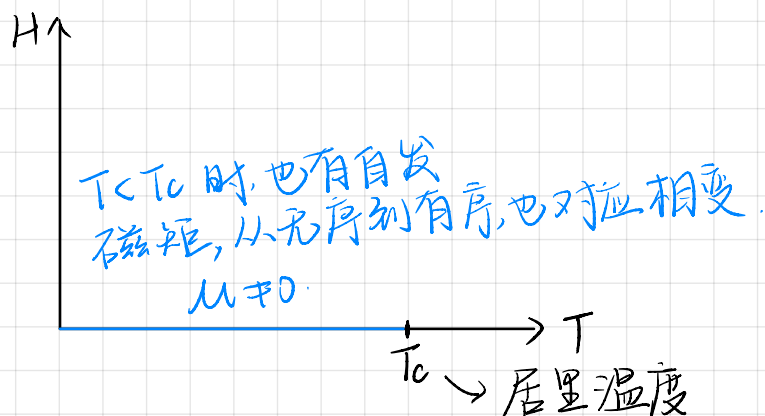 H
T<Tc 时,也有自发
磁矩,从无序到有序,也对应相变.
μ≠0.
T
Tc
居里温度